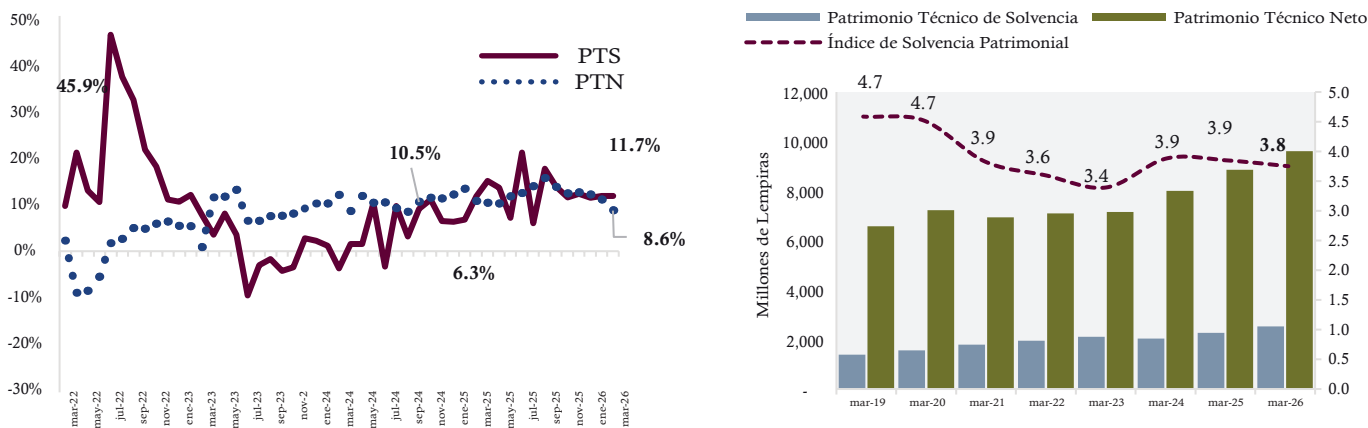 50%
40%
30%
20%
10%
0%
-10%
-20%
-30%
PTS
PTN
45.9%
10.5%
11.7%
6.3%
8.6%
mar-22
may-22
jul-22
sep-22
nov-22
ene-23
mar-23
may-23
jul-23
sep-23
nov-2
ene-24
mar-24
may-24
jul-24
sep-24
nov-24
ene-25
mar-25
may-25
jul-25
sep-25
nov-25
ene-26
mar-26
Patrimonio Técnico de Solvencia
Patrimonio Técnico Neto
Índice de Solvencia Patrimonial
Millones de Lempiras
12,000
10,000
8,000
6,000
4,000
2,000
-
4.7
4.7
3.9
3.6
3.4
3.9
3.9
3.8
5.0
4.5
4.0
3.5
3.0
2.5
2.0
1.5
1.0
0.5
0.0
mar-19
mar-20
mar-21
mar-22
mar-23
mar-24
mar-25
mar-26